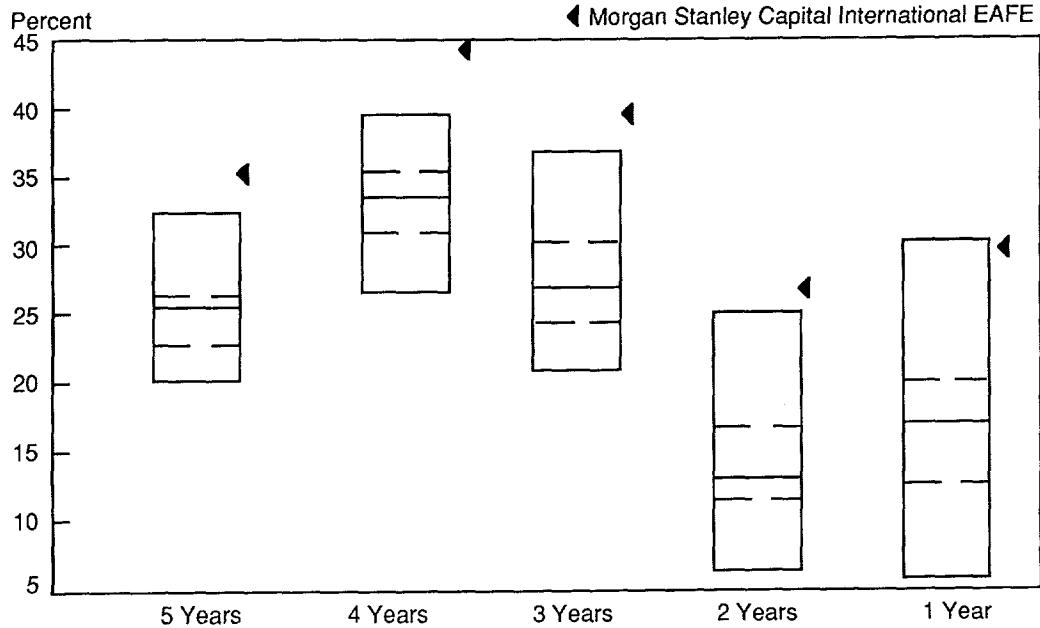 Percent
Morgan Stanley Capital International EAFE
45
40
35
30
25
20
15
10
5
5 Years
4 Years
3 Years
2 Years
1 Year